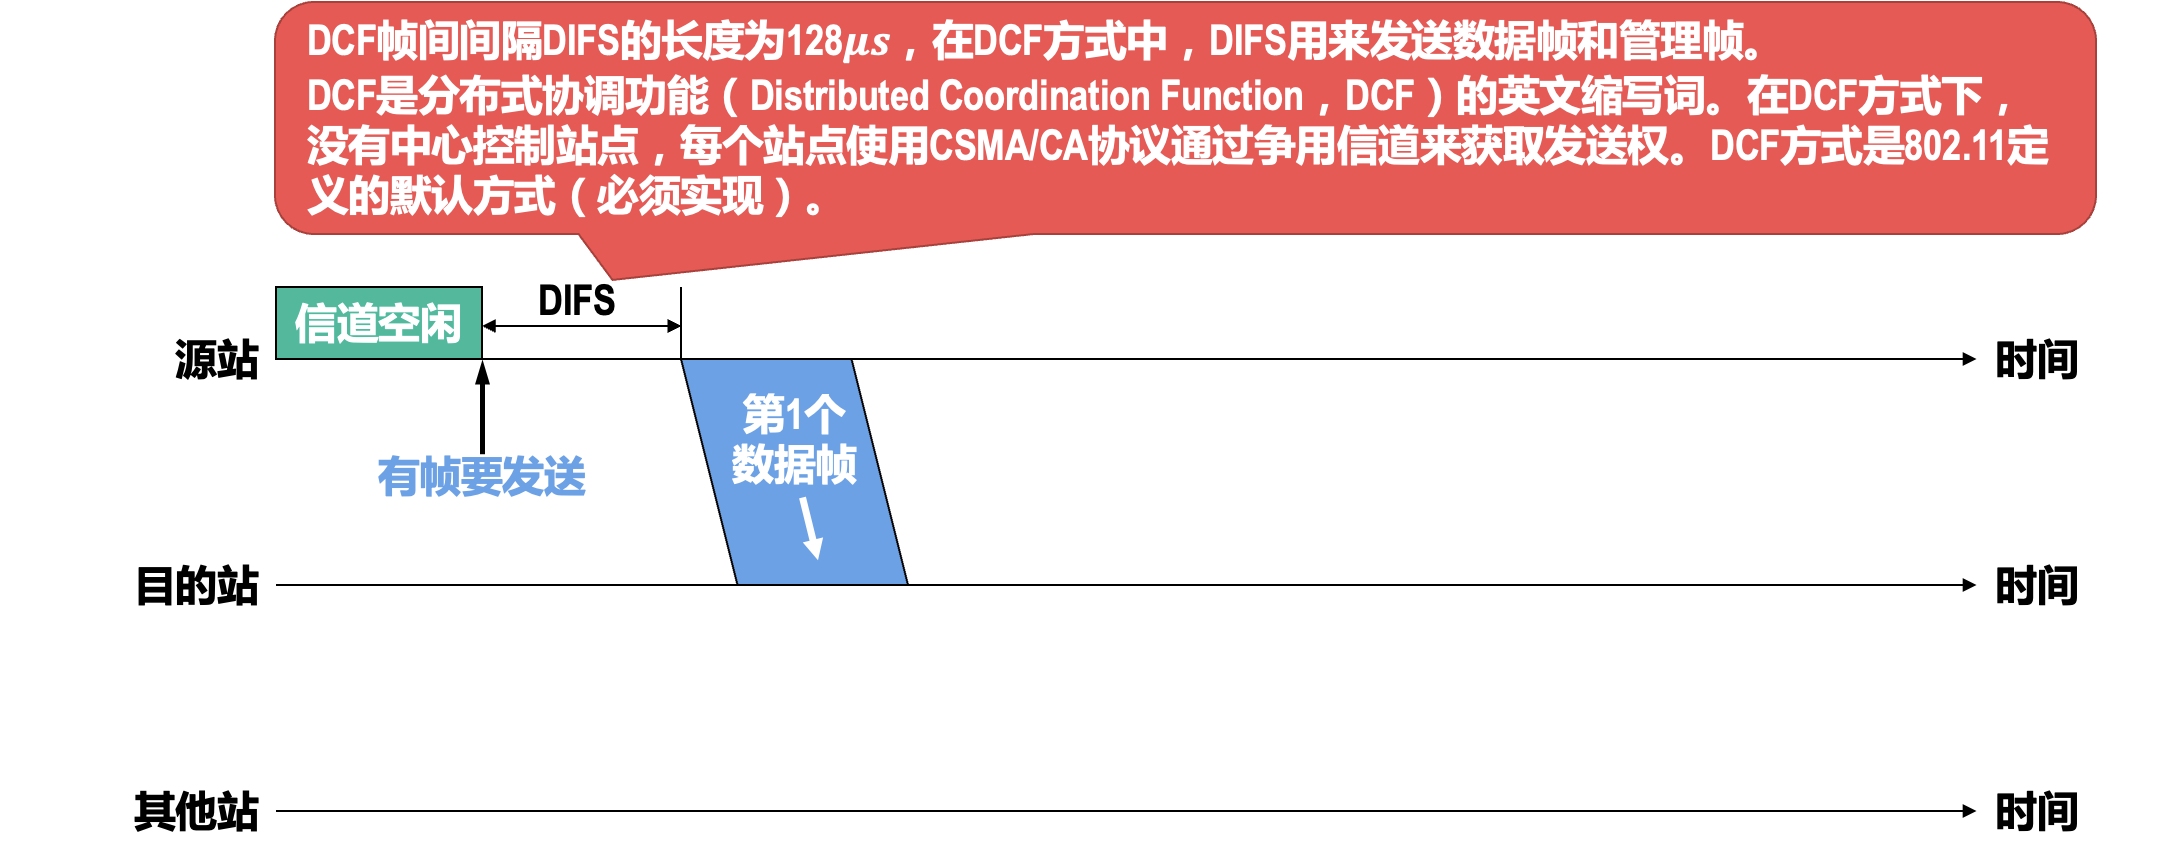 DCF帧间间隔DIFS的长度为128μs，在DCF方式中，DIFS用来发送数据帧和管理帧。
DCF是分布式协调功能（Distributed Coordination Function，DCF）的英文缩写词。在DCF方式下，
没有中心控制站点，每个站点使用CSMA/CA协议通过争用信道来获取发送权。DCF方式是802.11定
义的默认方式（必须实现）。
信道空闲
DIFS
源站
时间
第1个
数据帧
有帧要发送
目的站
时间
其他站
时间